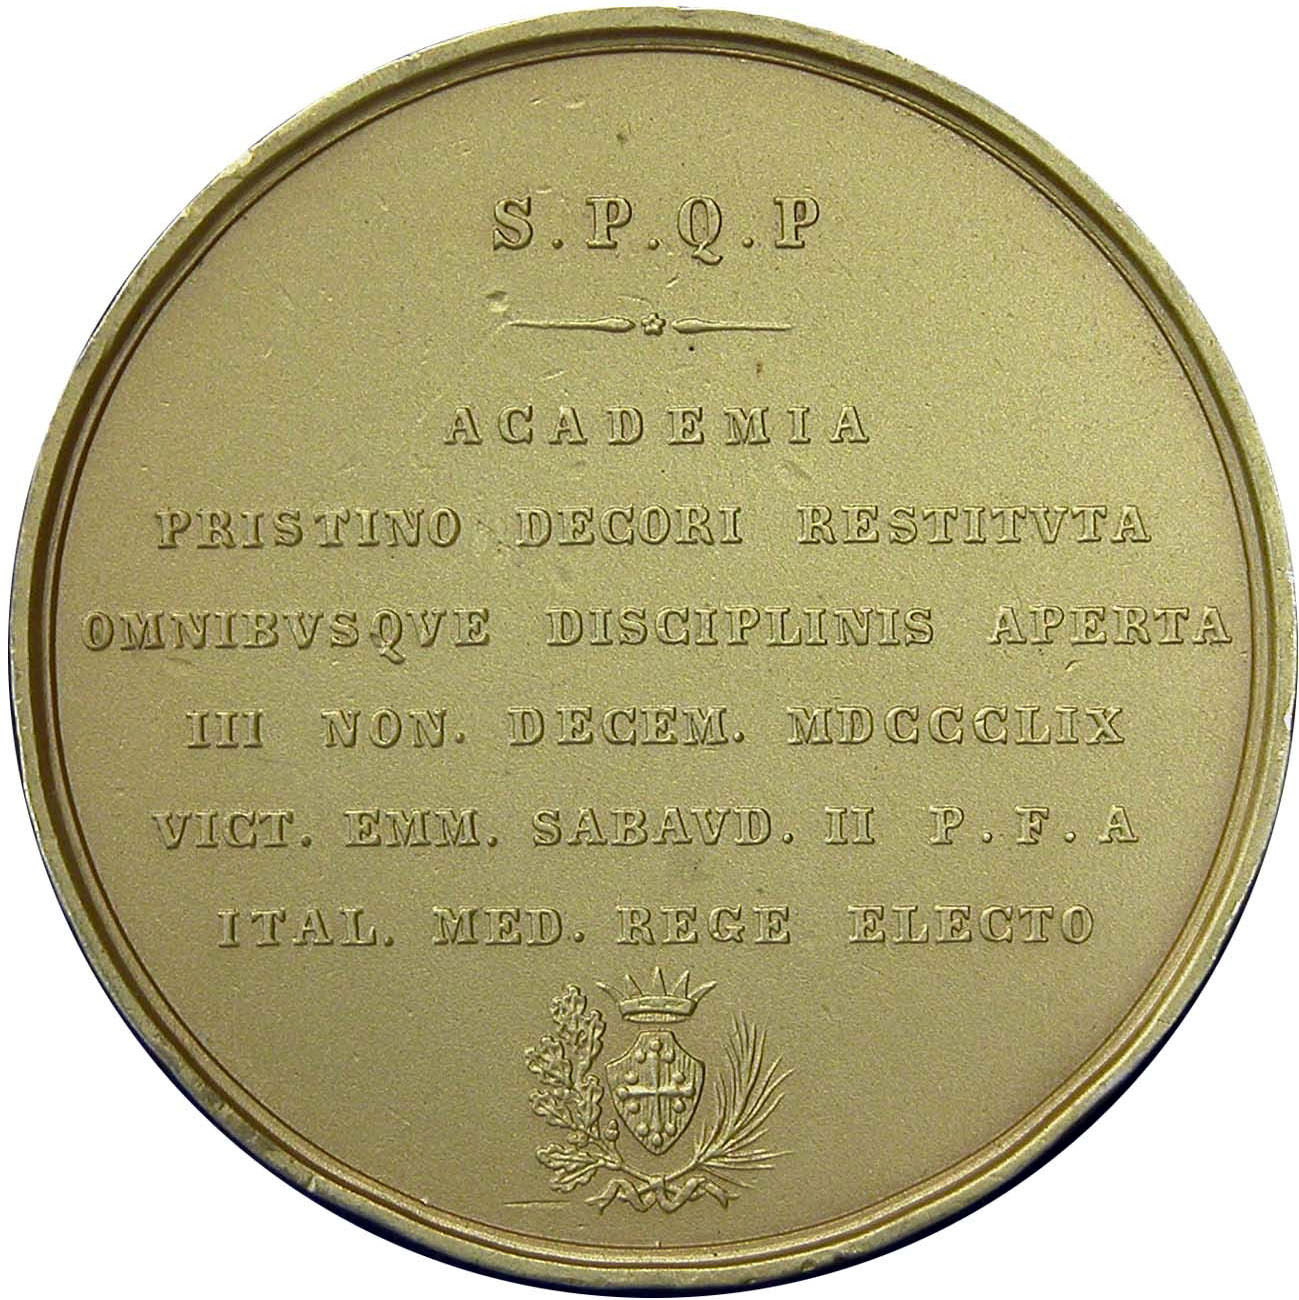 S.P.Q.P
ACADEMIA
PRISTINO DECORI RESTITVTA
OMNIBVSQVE DISCIPLINIS APERTA
III NON. DECEM. MDCCCLIX
VICT. EMM. SABAVD. II P.F.A
ITAL. MED. REGE ELECTO